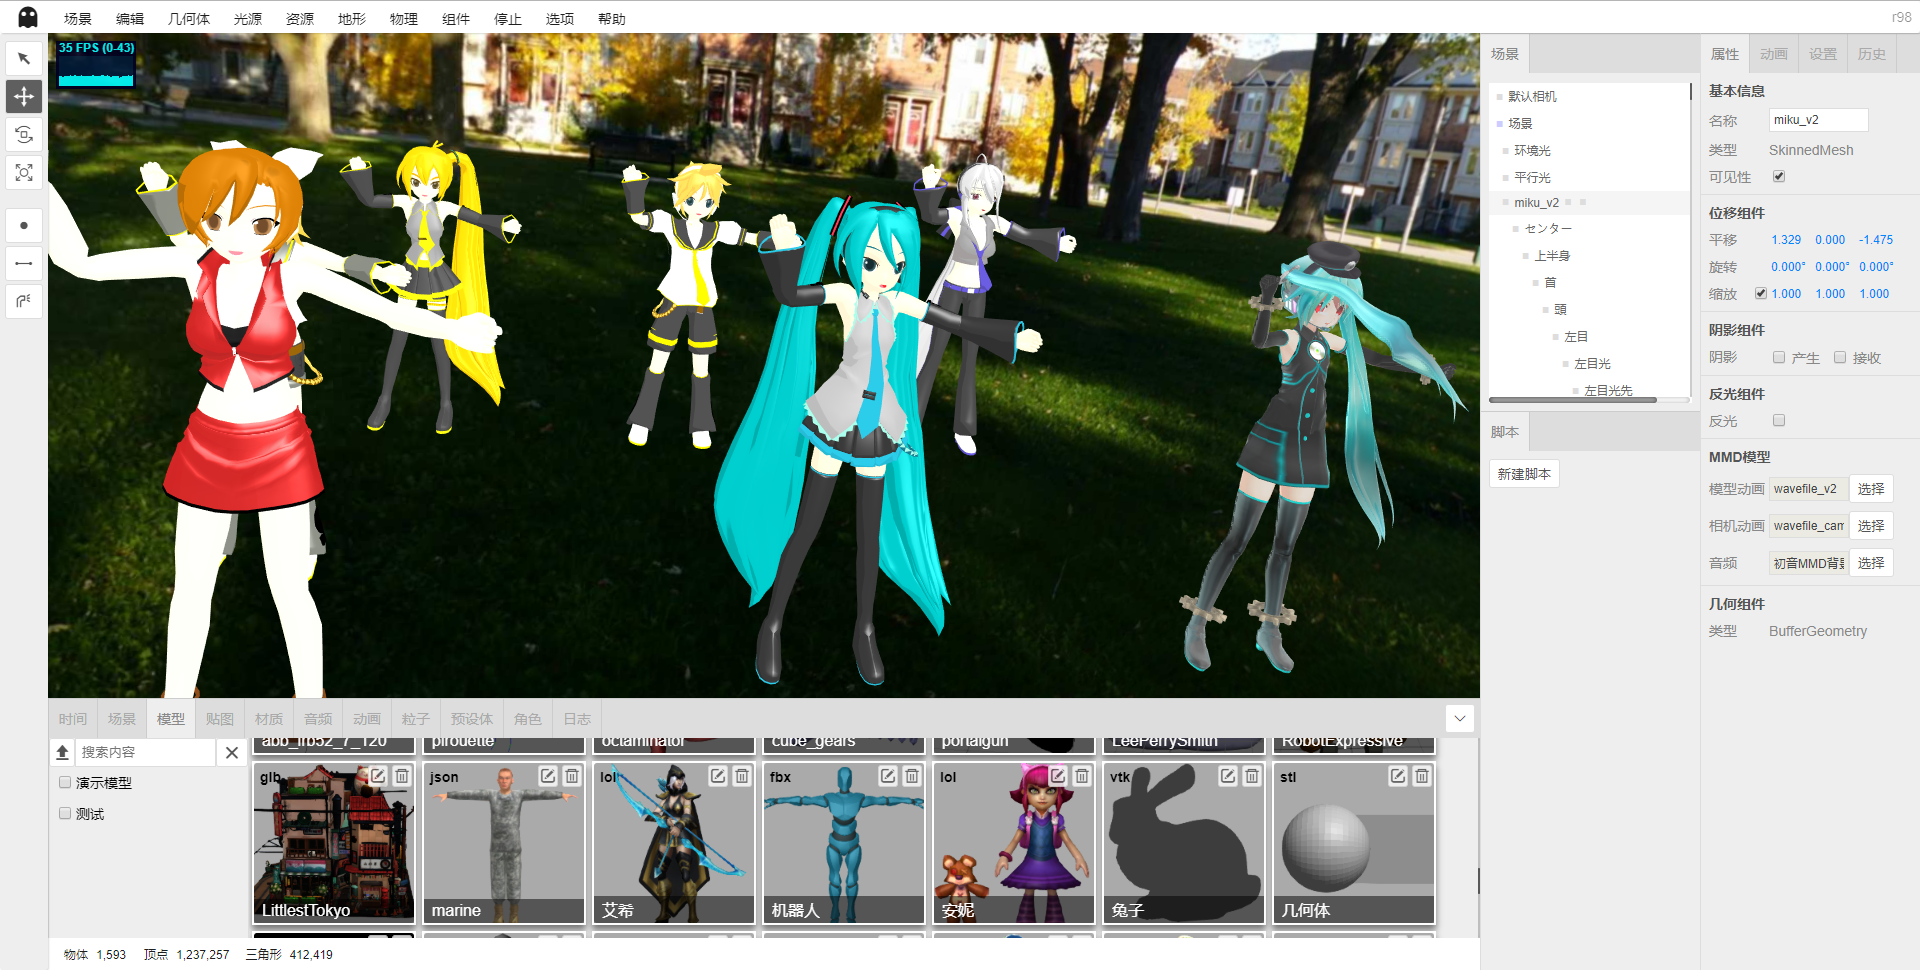 场景 编辑 几何体 光源 资源 地形 物理 组件 停止 选项 帮助 r98
35 FPS (0-43)
场景
默认相机
场景
环境光
平行光
miku_v2
センター
上半身
首
頭
左目
左目光
左目光先
脚本
新建脚本
属性 动画 设置 历史
基本信息
名称 miku_v2
类型 SkinnedMesh
可见性
位移组件
平移 1.329 0.000 -1.475
旋转 0.000° 0.000° 0.000°
缩放 1.000 1.000 1.000
阴影组件
阴影 产生 接收
反光组件
反光
MMD模型
模型动画 wavefile_v2 选择
相机动画 wavefile_cam 选择
音频 初音MMD背景 选择
几何组件
类型 BufferGeometry
时间 场景 模型 贴图 材质 音频 动画 粒子 预设体 角色 日志
搜索内容
演示模型
测试
abb_irb52_7_120 pirouette octaminator cube_gears portalgun LeePerrySmith RobotExpressive
glb json lol fbx lol vtk stl
LittlestTokyo marine 艾希 机器人 安妮 兔子 几何体
物体 1,593 顶点 1,237,257 三角形 412,419